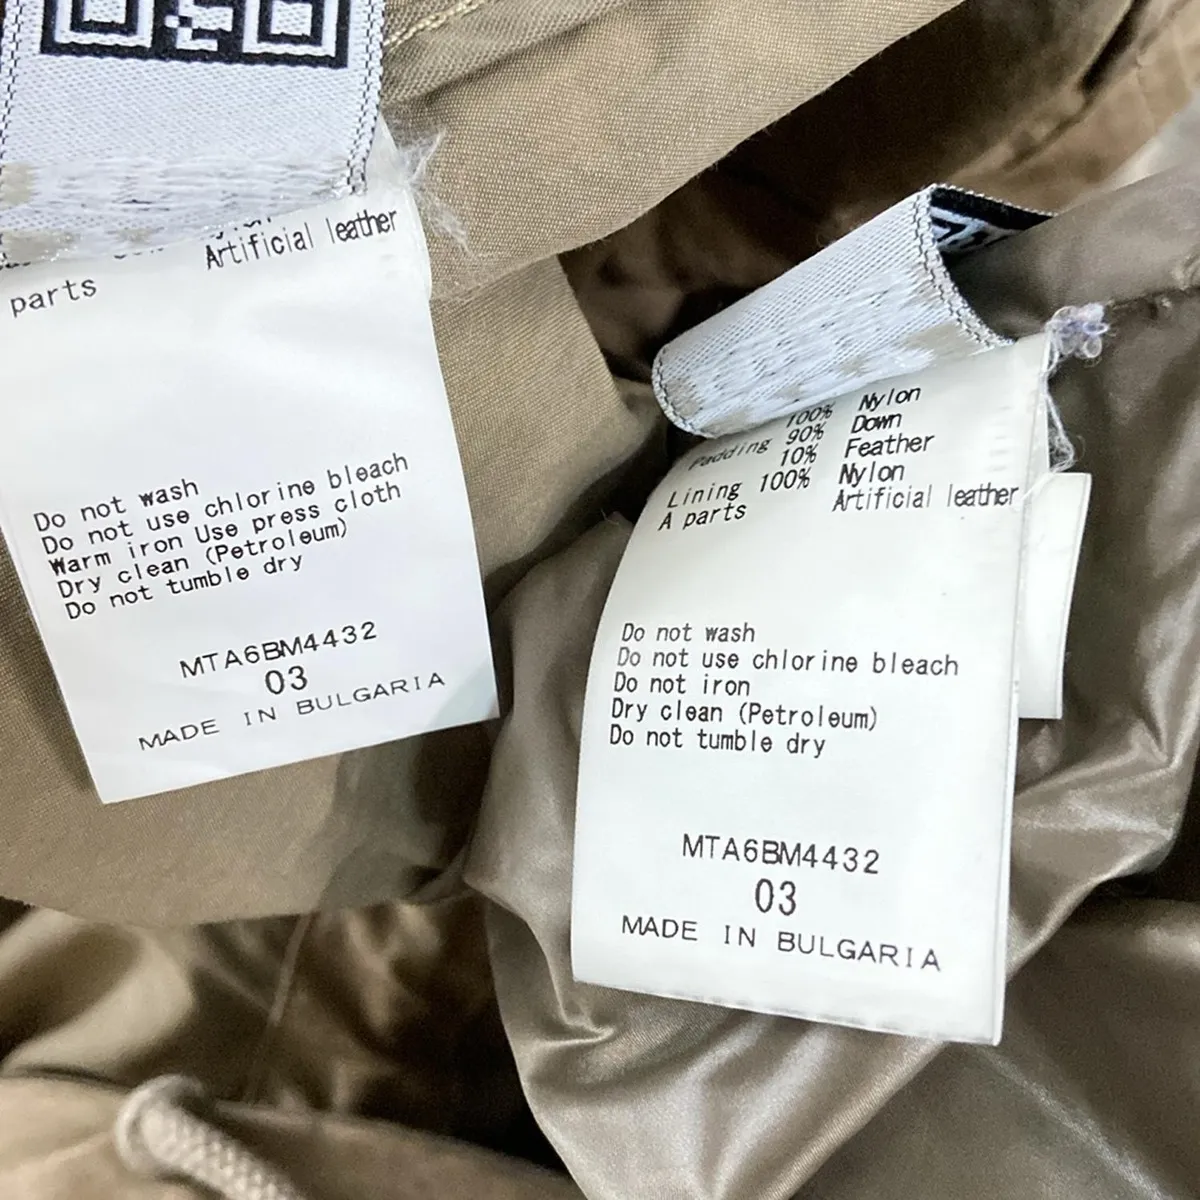 Artificial leather
parts
Do not wash
Do not use chlorine bleach
Warm iron Use press cloth
Dry clean (Petroleum)
Do not tumble dry
MTA6BM4432
03
MADE IN BULGARIA
100% Nylon
Padding 90% Down
10% Feather
Lining 100% Nylon
A parts Artificial leather
Do not wash
Do not use chlorine bleach
Do not iron
Dry clean (Petroleum)
Do not tumble dry
MTA6BM4432
03
MADE IN BULGARIA